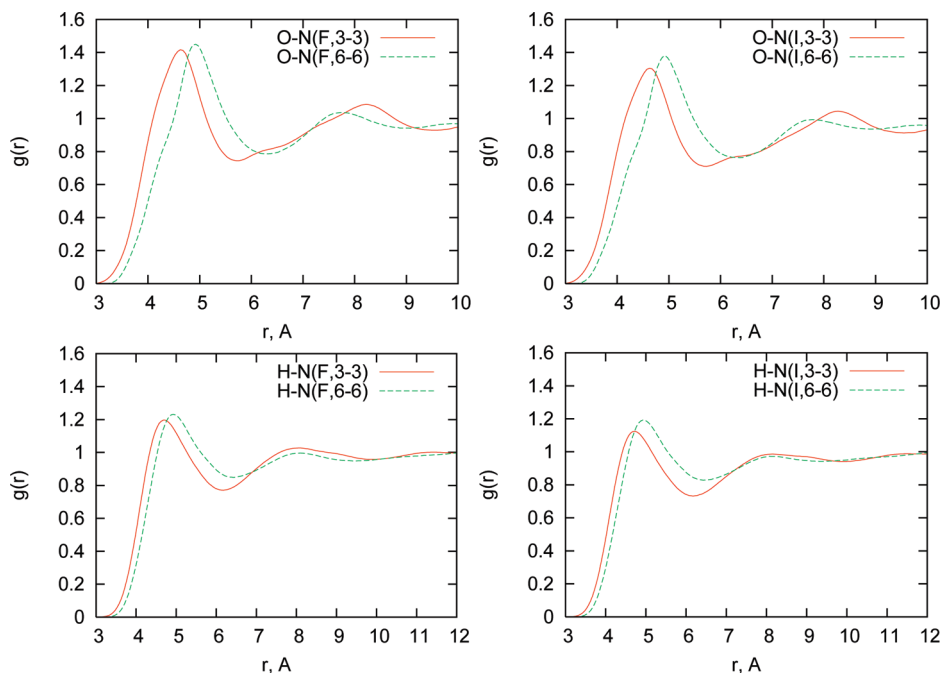 1.6
1.4
1.2
1
0.8
0.6
0.4
0.2
0
g(r)
O-N(F,3-3)
O-N(F,6-6)
3 4 5 6 7 8 9 10
r, A
1.6
1.4
1.2
1
0.8
0.6
0.4
0.2
0
g(r)
O-N(I,3-3)
O-N(I,6-6)
3 4 5 6 7 8 9 10
r, A
1.6
1.4
1.2
1
0.8
0.6
0.4
0.2
0
g(r)
H-N(F,3-3)
H-N(F,6-6)
3 4 5 6 7 8 9 10 11 12
r, A
1.6
1.4
1.2
1
0.8
0.6
0.4
0.2
0
g(r)
H-N(I,3-3)
H-N(I,6-6)
3 4 5 6 7 8 9 10 11 12
r, A